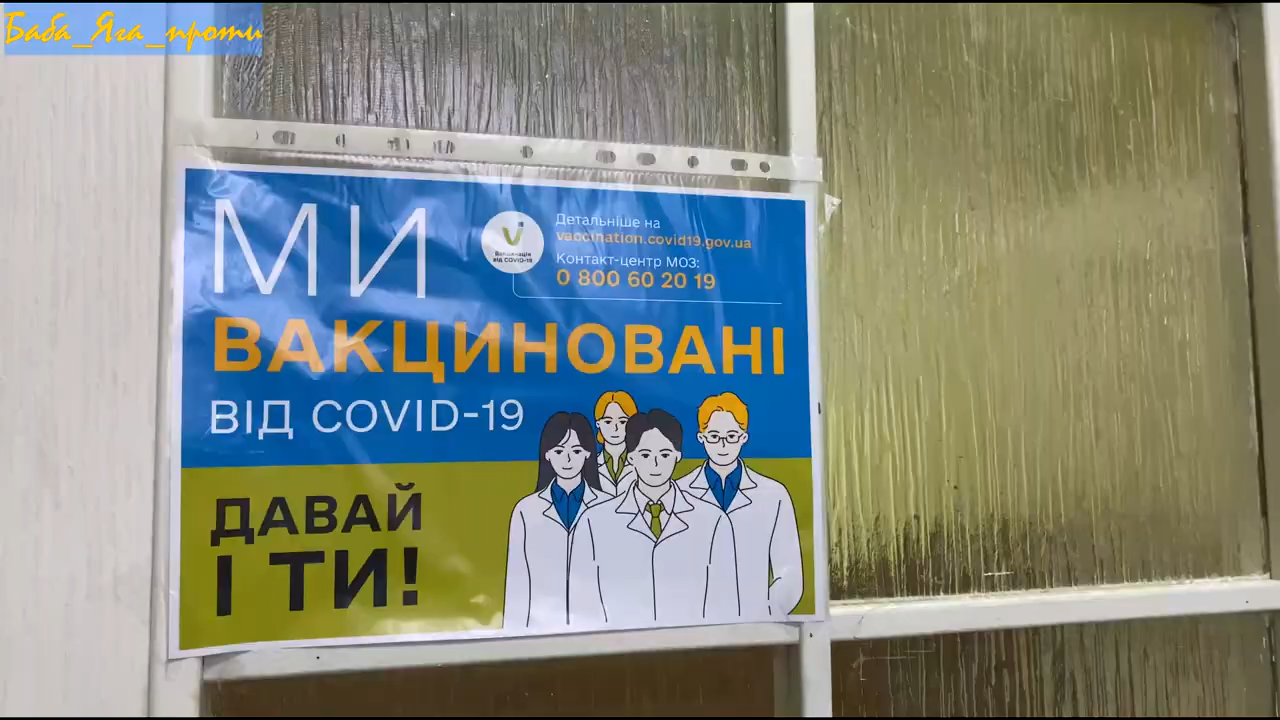 Баба_Яга_проти
МИ
Вакцинація
від COVID-19
Детальніше на
vaccination.covid19.gov.ua
Контакт-центр МОЗ:
0 800 60 20 19
ВАКЦИНОВАНІ
ВІД COVID-19
ДАВАЙ
І ТИ!